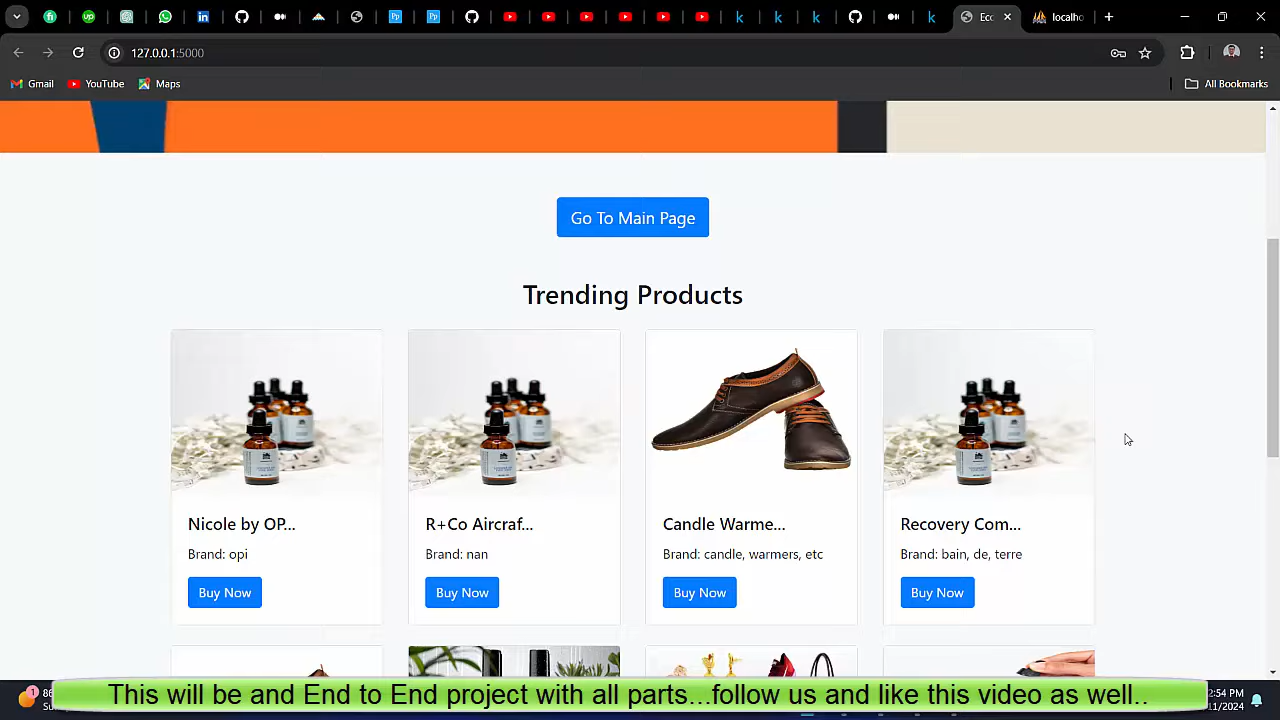 Ecc
localho
127.0.0.1:5000
Gmail
YouTube
Maps
All Bookmarks
Go To Main Page
Trending Products
Nicole by OP...
R+Co Aircraf...
Candle Warme...
Recovery Com...
Brand: opi
Brand: nan
Brand: candle, warmers, etc
Brand: bain, de, terre
Buy Now
Buy Now
Buy Now
Buy Now
This will be and End to End project with all parts...follow us and like this video as well..